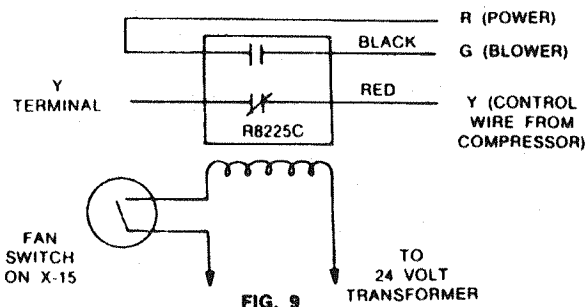 R (POWER)
BLACK
G (BLOWER)
Y
TERMINAL
RED
Y (CONTROL
WIRE FROM
COMPRESSOR)
R8225C
FAN
SWITCH
ON X-15
TO
24 VOLT
TRANSFORMER
FIG. 9